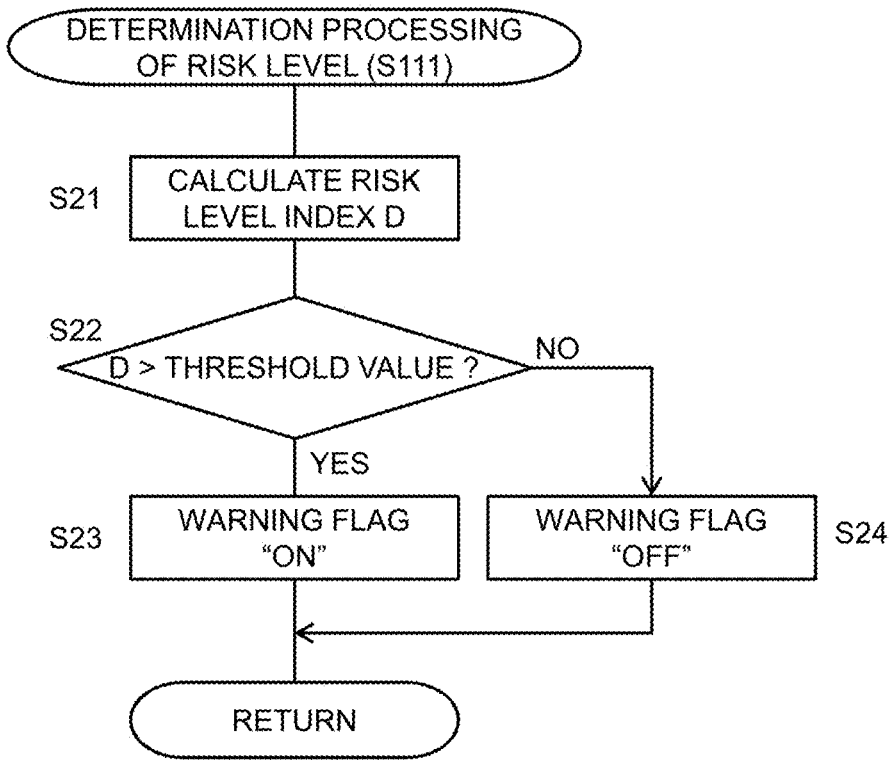 DETERMINATION PROCESSING
OF RISK LEVEL (S111)
S21
CALCULATE RISK
LEVEL INDEX D
S22
D > THRESHOLD VALUE ?
NO
YES
S23
WARNING FLAG
“ON”
WARNING FLAG
“OFF”
S24
RETURN